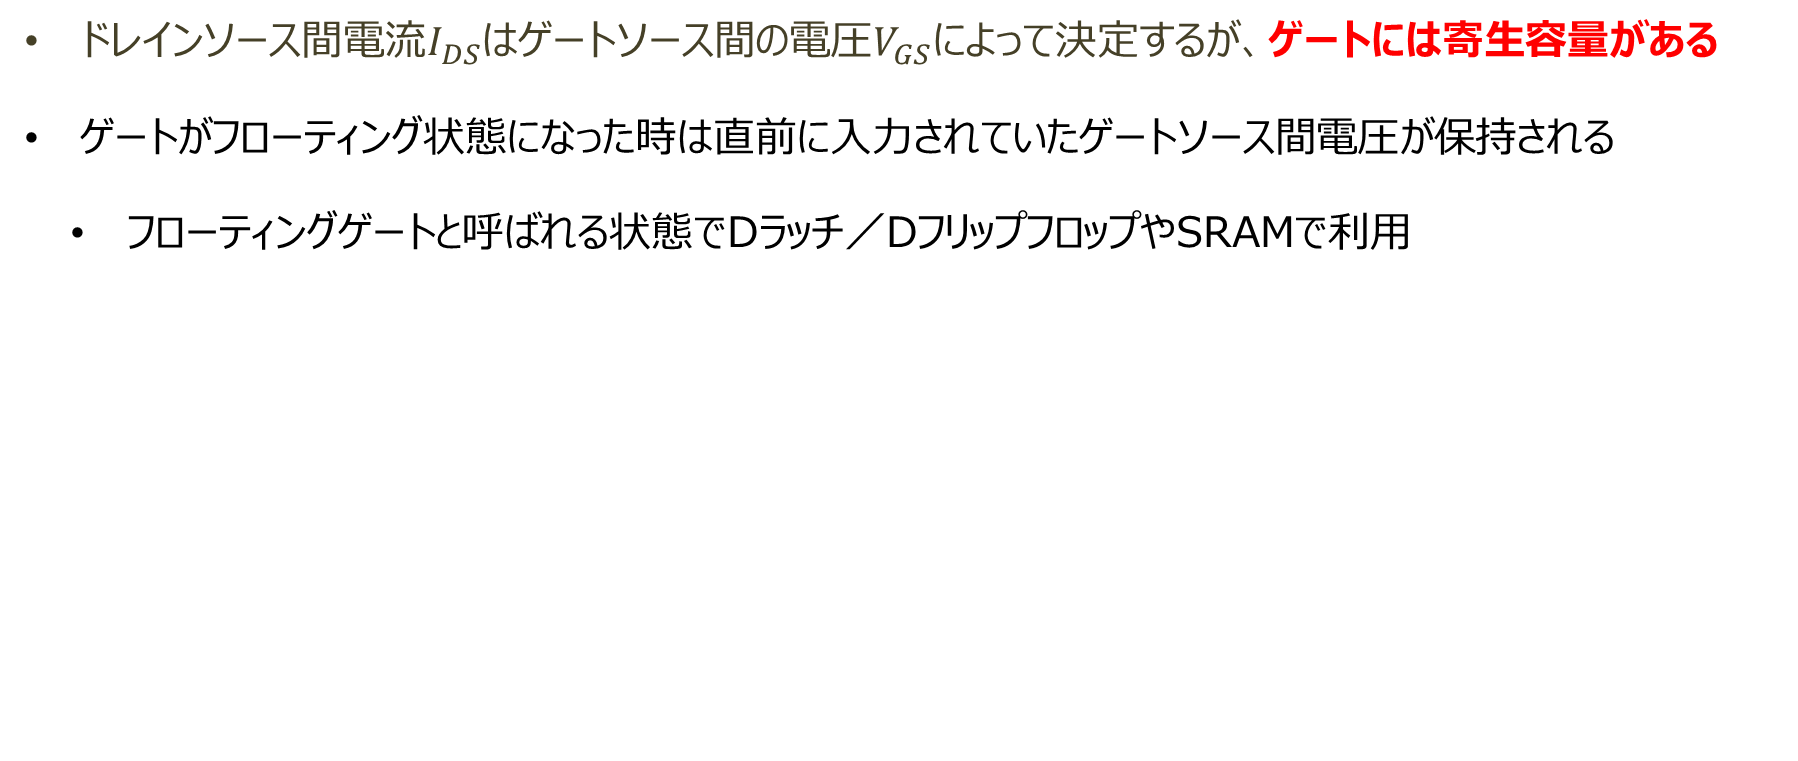 • ドレインソース間電流I_DSはゲートソース間の電圧V_GSによって決定するが、ゲートには寄生容量がある
• ゲートがフローティング状態になった時は直前に入力されていたゲートソース間電圧が保持される
• フローティングゲートと呼ばれる状態でDラッチ／DフリップフロップやSRAMで利用